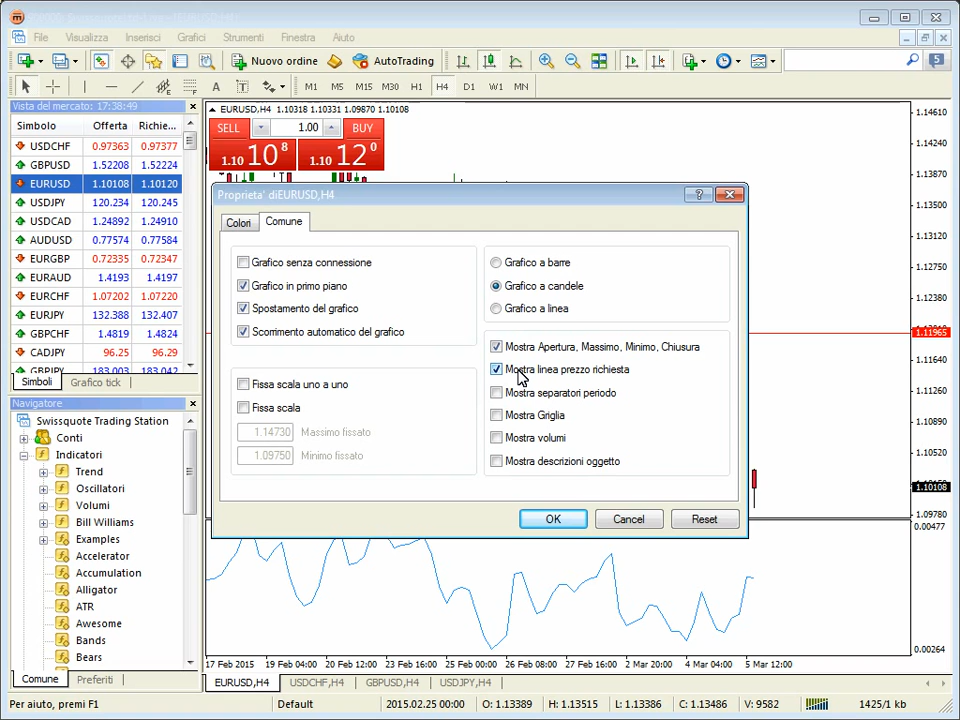 File Visualizza Inserisci Grafici Strumenti Finestra Aiuto
Nuovo ordine AutoTrading 5
A T M1 M5 M15 M30 H1 H4 D1 W1 MN
Vista del mercato: 17:38:49
Simbolo Offerta Richie...
USDCHF 0.97363 0.97377
GBPUSD 1.52208 1.52224
EURUSD 1.10108 1.10120
USDJPY 120.234 120.245
USDCAD 1.24892 1.24910
AUDUSD 0.77574 0.77584
EURGBP 0.72335 0.72347
EURAUD 1.4193 1.4197
EURCHF 1.07202 1.07220
EURJPY 132.388 132.407
GBPCHF 1.4819 1.4824
CADJPY 96.25 96.29
GBPJPY 183.003 183.042
Simboli Grafico tick
Navigatore
Swissquote Trading Station
Conti
Indicatori
Trend
Oscillatori
Volumi
Bill Williams
Examples
Accelerator
Accumulation
Alligator
ATR
Awesome
Bands
Bears
Comune Preferiti
EURUSD,H4 1.10318 1.10331 1.09870 1.10108
SELL 1.00 BUY
1.10 10 8 1.10 12 0
Proprieta' diEURUSD,H4
Colori Comune
Grafico senza connessione
Grafico in primo piano
Spostamento del grafico
Scorrimento automatico del grafico
Fissa scala uno a uno
Fissa scala
1.14730 Massimo fissato
1.09750 Minimo fissato
Grafico a barre
Grafico a candele
Grafico a linea
Mostra Apertura, Massimo, Minimo, Chiusura
Mostra linea prezzo richiesta
Mostra separatori periodo
Mostra Griglia
Mostra volumi
Mostra descrizioni oggetto
OK Cancel Reset
1.14610
1.14240
1.13870
1.13500
1.13120
1.12750
1.12380
1.11965
1.11640
1.11260
1.10890
1.10520
1.10108
1.09780
0.00477
0.00264
17 Feb 2015 19 Feb 04:00 20 Feb 12:00 23 Feb 16:00 25 Feb 00:00 26 Feb 08:00 27 Feb 16:00 2 Mar 20:00 4 Mar 04:00 5 Mar 12:00
EURUSD,H4 USDCHF,H4 GBPUSD,H4 USDJPY,H4
Per aiuto, premi F1 Default 2015.02.25 00:00 O: 1.13389 H: 1.13515 L: 1.13386 C: 1.13486 V: 9582 1425/1 kb